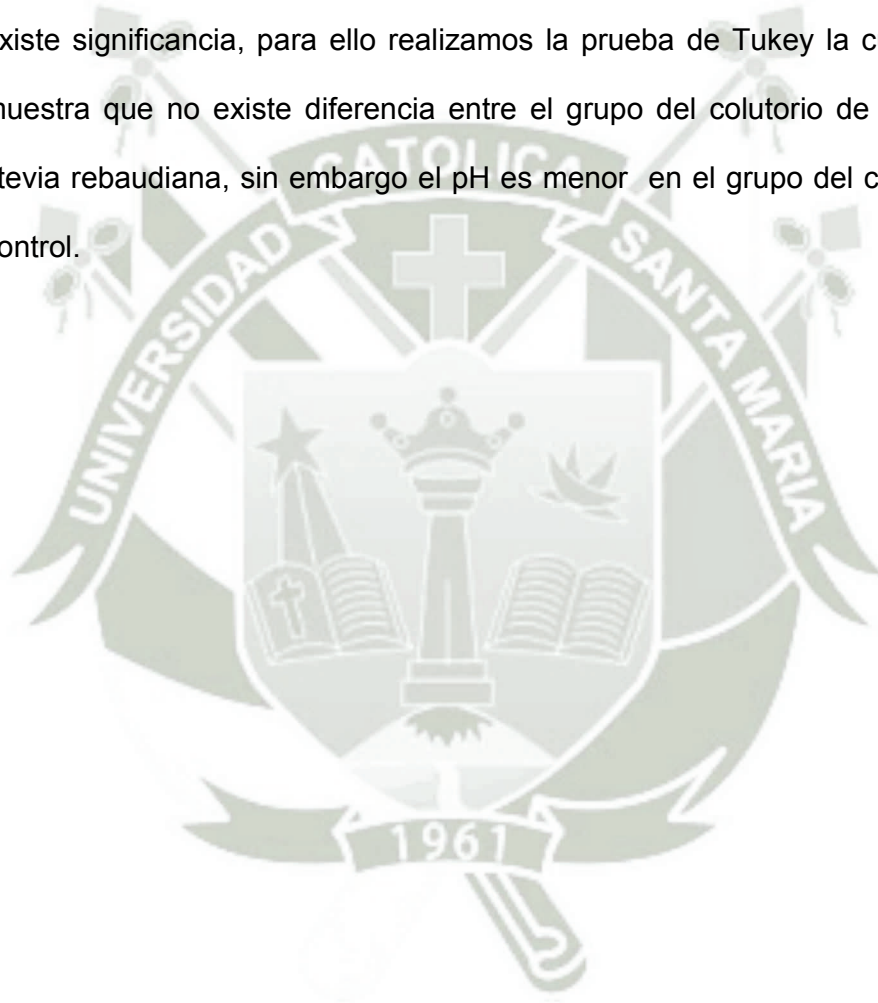 xiste significancia, para ello realizamos la prueba de Tukey la c
muestra que no existe diferencia entre el grupo del colutorio de
tevia rebaudiana, sin embargo el pH es menor en el grupo del c
ontrol.
UNIVERSIDAD CATOLICA SANTA MARIA
1961